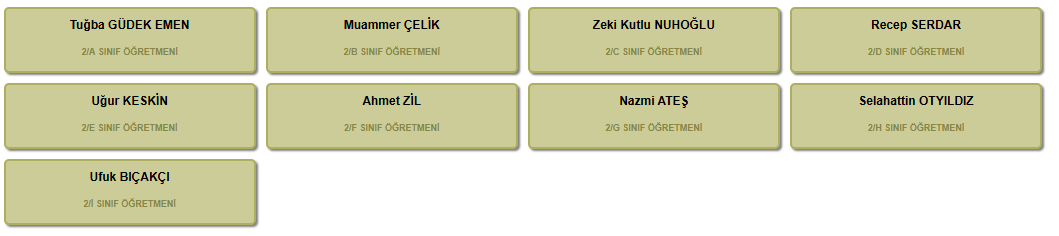 Tuğba GÜDEK EMEN
2/A SINIF ÖĞRETMENİ
Muammer ÇELİK
2/B SINIF ÖĞRETMENİ
Zeki Kutlu NUHOĞLU
2/C SINIF ÖĞRETMENİ
Recep SERDAR
2/D SINIF ÖĞRETMENİ
Uğur KESKİN
2/E SINIF ÖĞRETMENİ
Ahmet ZİL
2/F SINIF ÖĞRETMENİ
Nazmi ATEŞ
2/G SINIF ÖĞRETMENİ
Selahattin OTYILDIZ
2/H SINIF ÖĞRETMENİ
Ufuk BIÇAKÇI
2/İ SINIF ÖĞRETMENİ